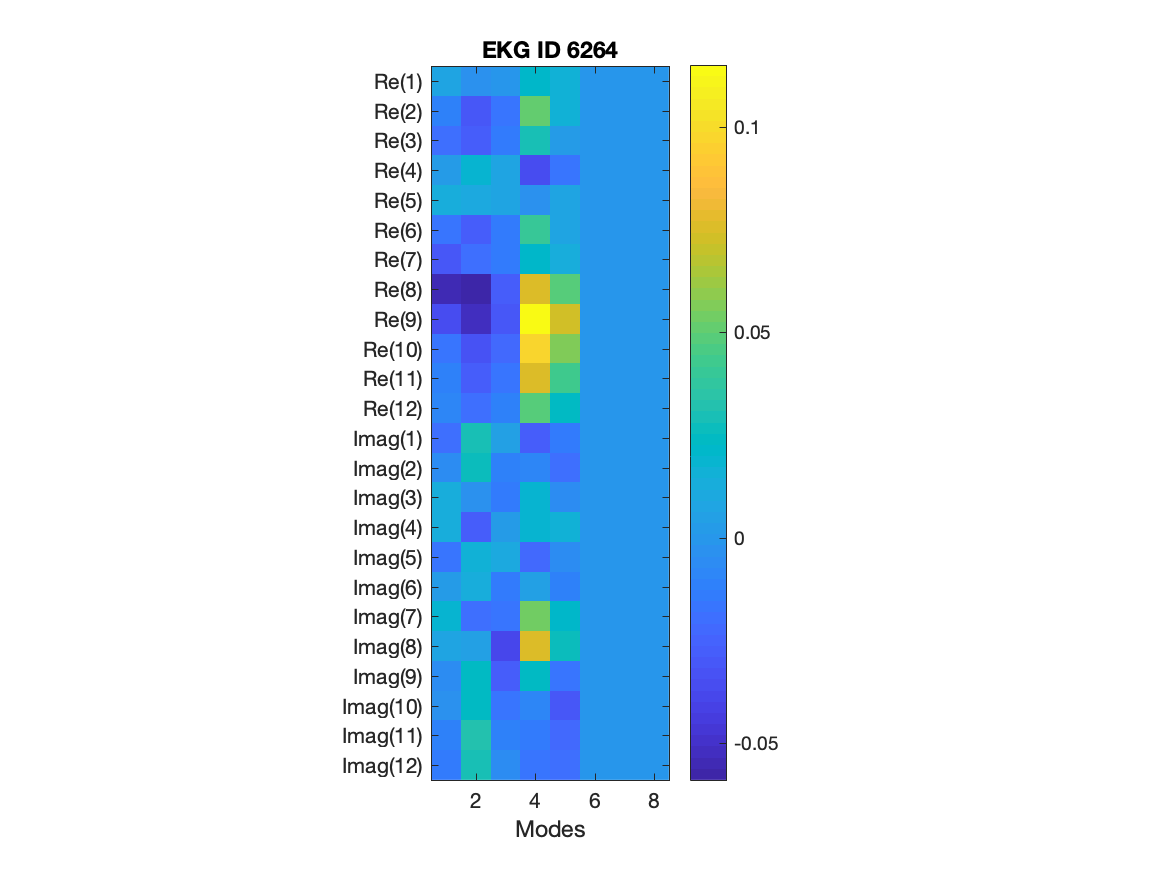 EKG ID 6264
Re(1)
Re(2)
Re(3)
Re(4)
Re(5)
Re(6)
Re(7)
Re(8)
Re(9)
Re(10)
Re(11)
Re(12)
Imag(1)
Imag(2)
Imag(3)
Imag(4)
Imag(5)
Imag(6)
Imag(7)
Imag(8)
Imag(9)
Imag(10)
Imag(11)
Imag(12)
2 4 6 8
Modes
0.1
0.05
0
-0.05